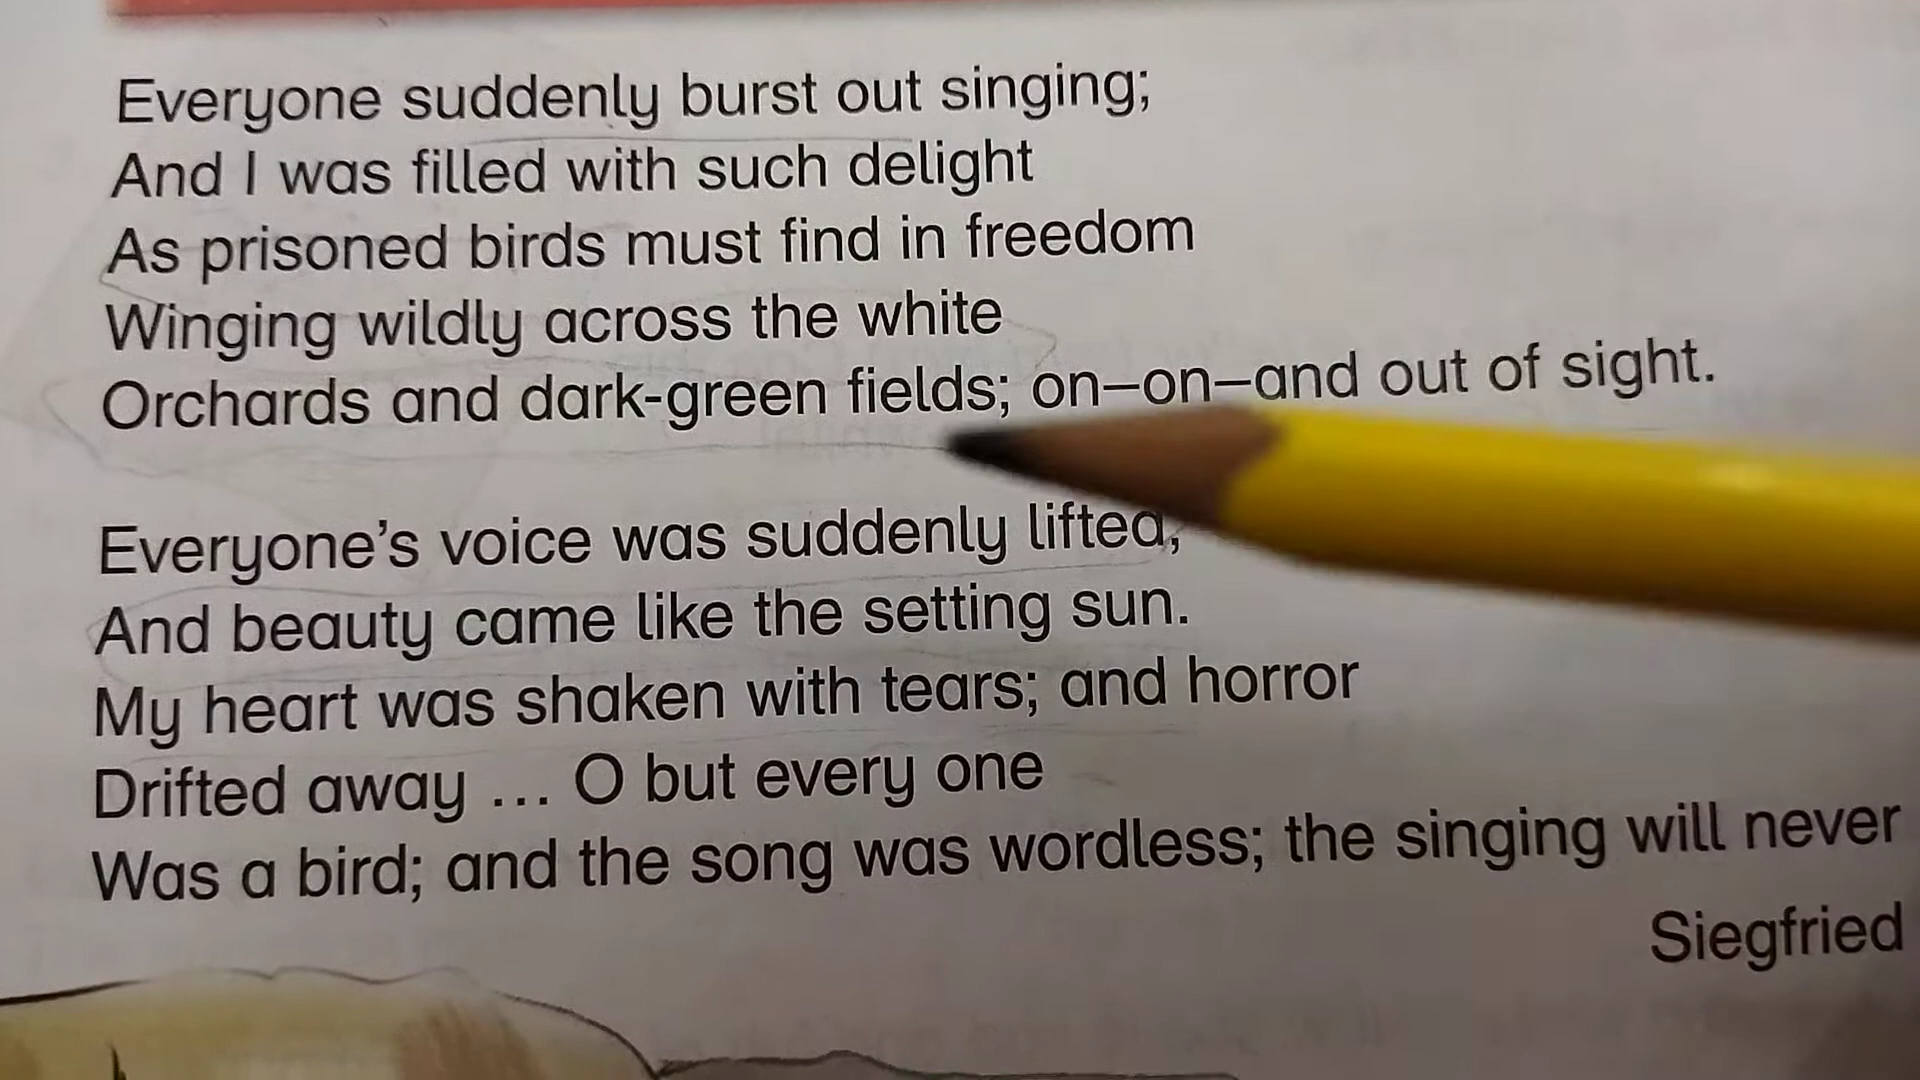 Everyone suddenly burst out singing;
And I was filled with such delight
As prisoned birds must find in freedom
Winging wildly across the white
Orchards and dark-green fields; on–on–and out of sight.
Everyone’s voice was suddenly lifted,
And beauty came like the setting sun.
My heart was shaken with tears; and horror
Drifted away ... O but every one
Was a bird; and the song was wordless; the singing will never
Siegfried